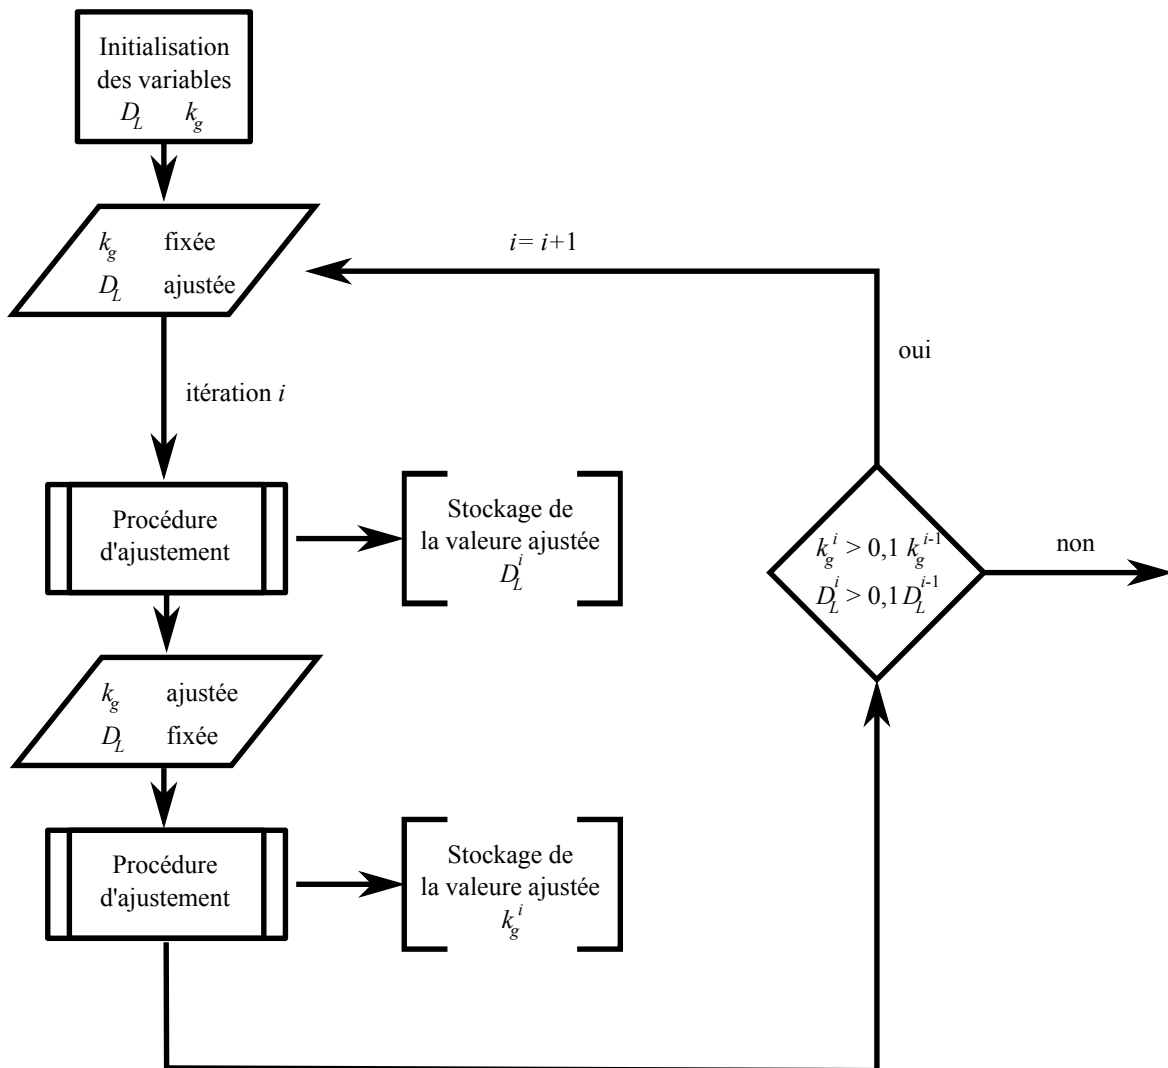 Initialisation
des variables
D_L k_g
k_g fixée
D_L ajustée
i= i+1
oui
itération i
Procédure
d'ajustement
Stockage de
la valeure ajustée
D_L^i
k_g^i > 0,1 k_g^{i-1}
D_L^i > 0,1 D_L^{i-1}
non
k_g ajustée
D_L fixée
Procédure
d'ajustement
Stockage de
la valeure ajustée
k_g^i